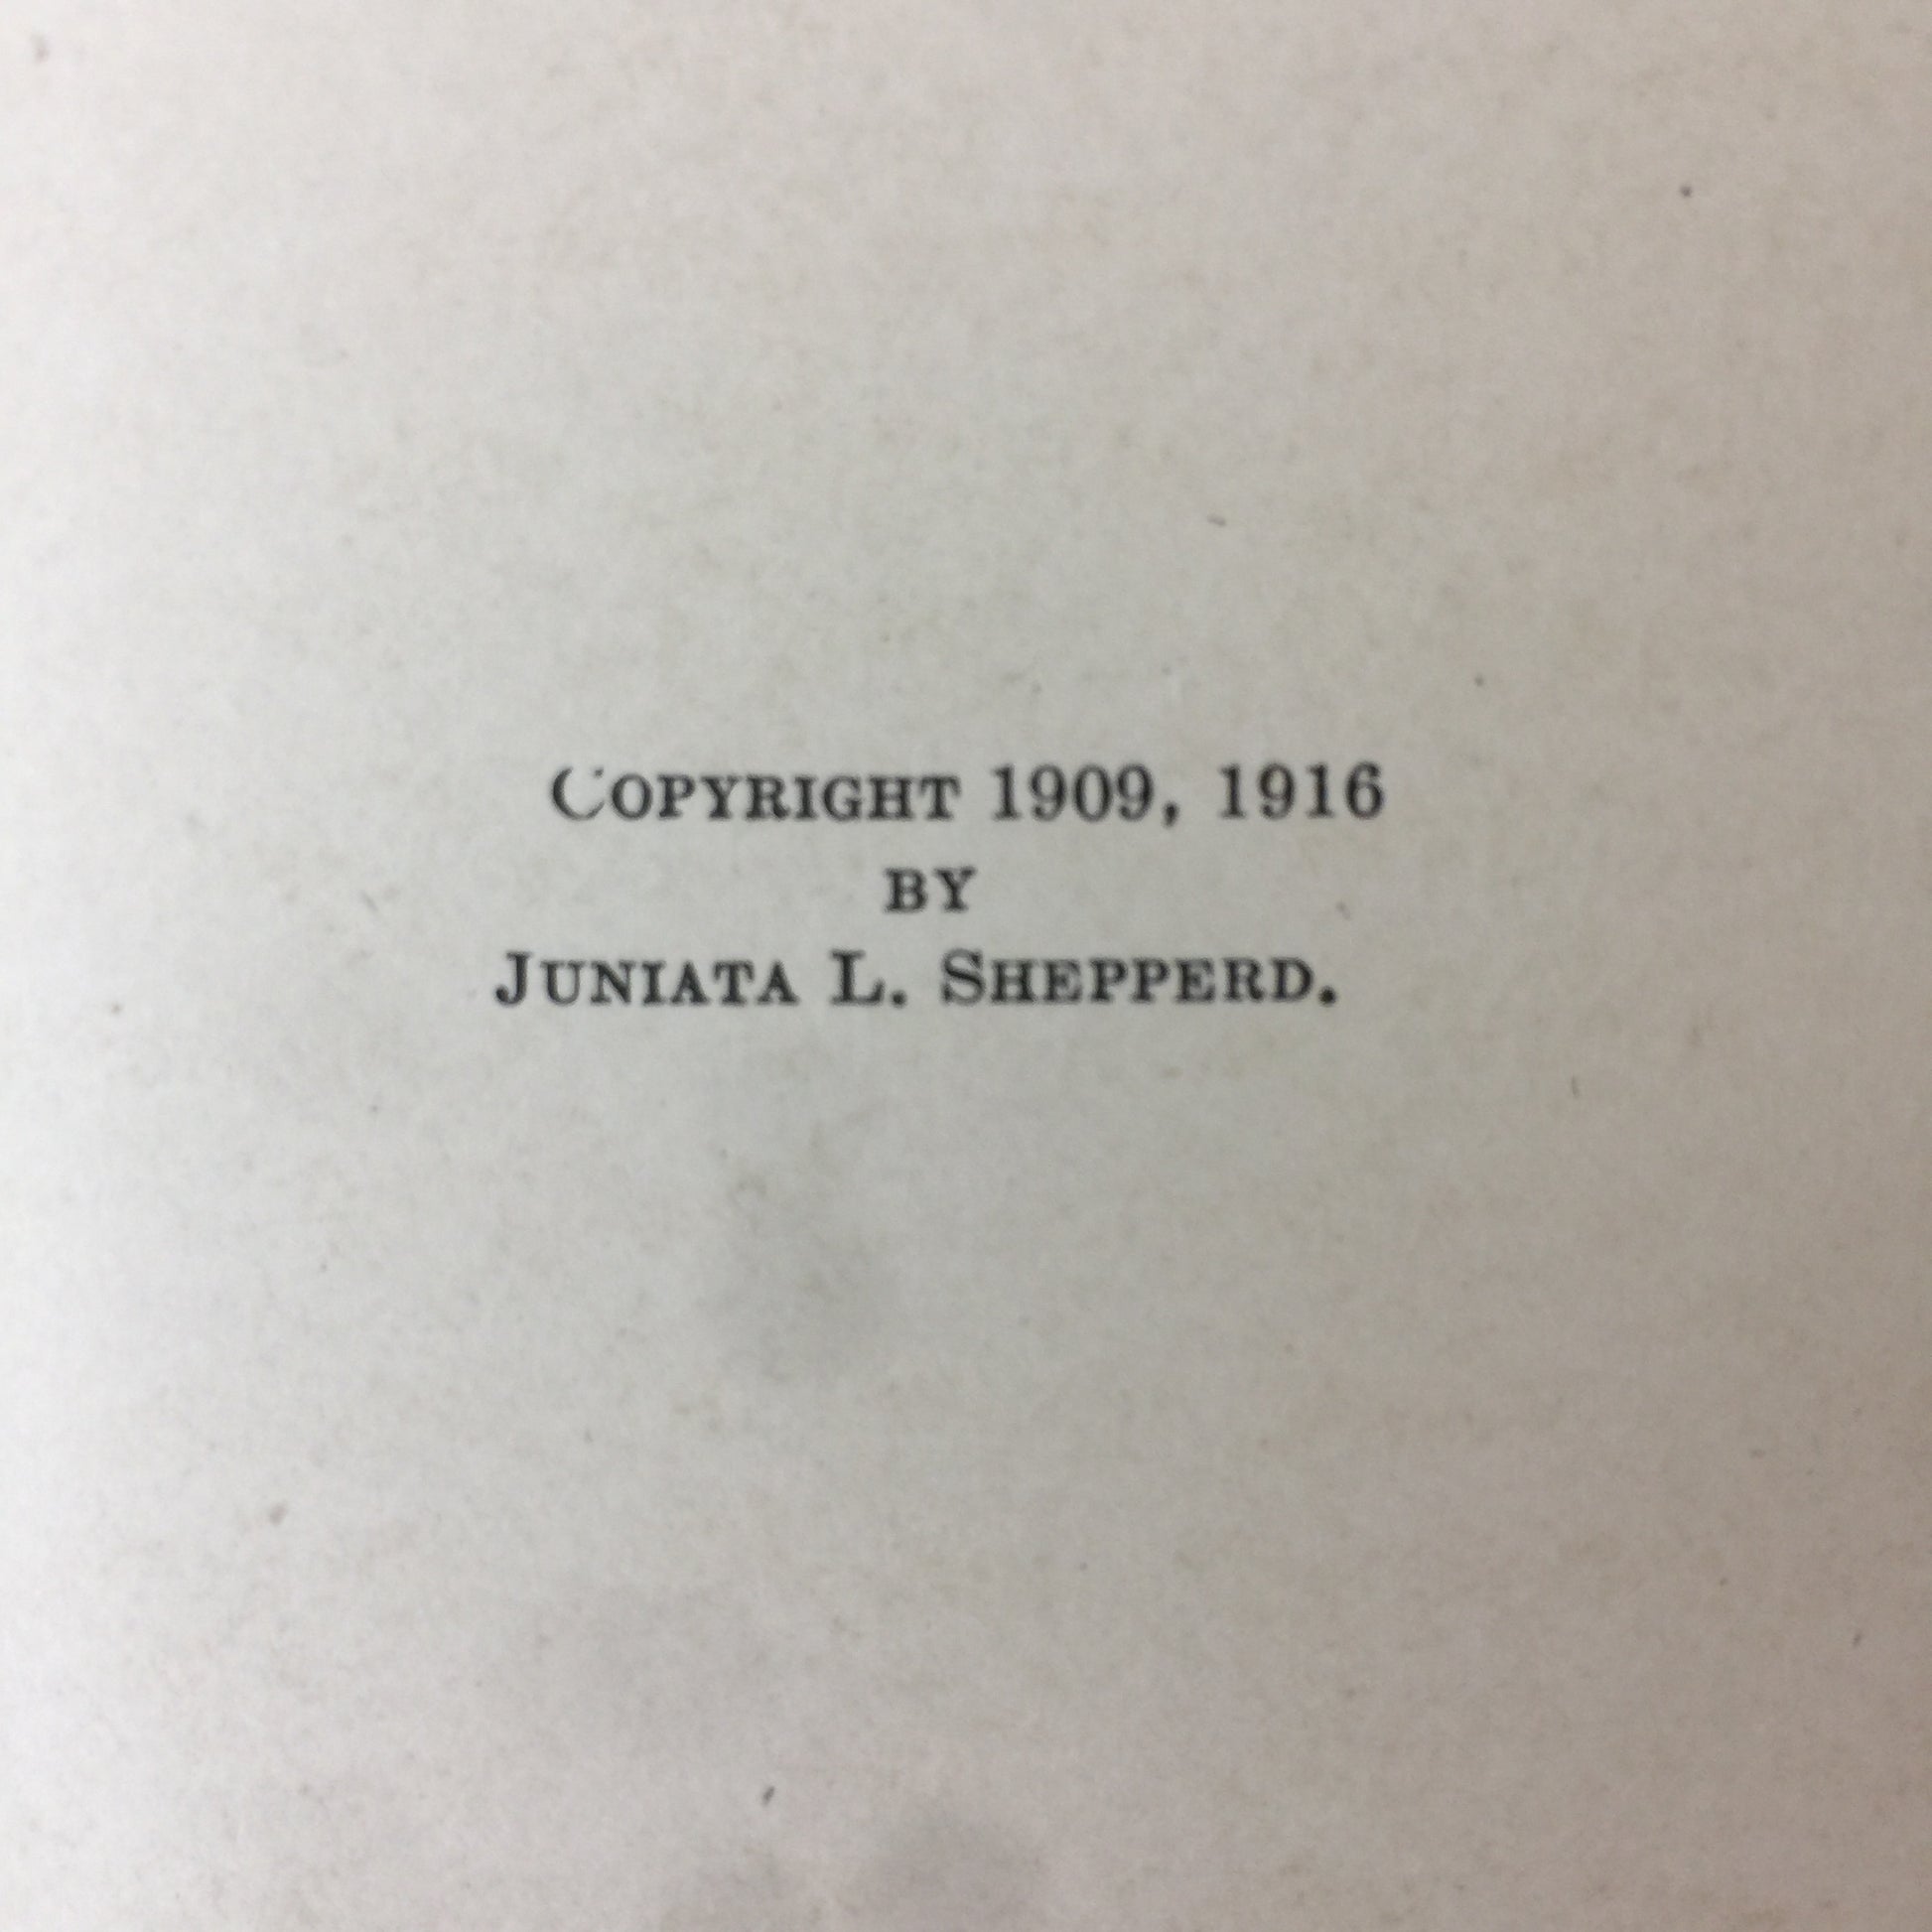 Copyright 1909, 1916
by
Juniata L. Shepperd.